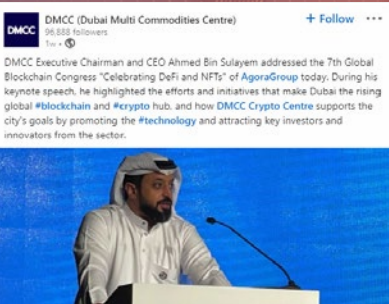 DMCC
DMCC (Dubai Multi Commodities Centre)
+ Follow
96,888 followers
1w •
DMCC Executive Chairman and CEO Ahmed Bin Sulayem addressed the 7th Global
Blockchain Congress "Celebrating DeFi and NFTs" of AgoraGroup today. During his
keynote speech, he highlighted the efforts and initiatives that make Dubai the rising
global #blockchain and #crypto hub, and how DMCC Crypto Centre supports the
city's goals by promoting the #technology and attracting key investors and
innovators from the sector.